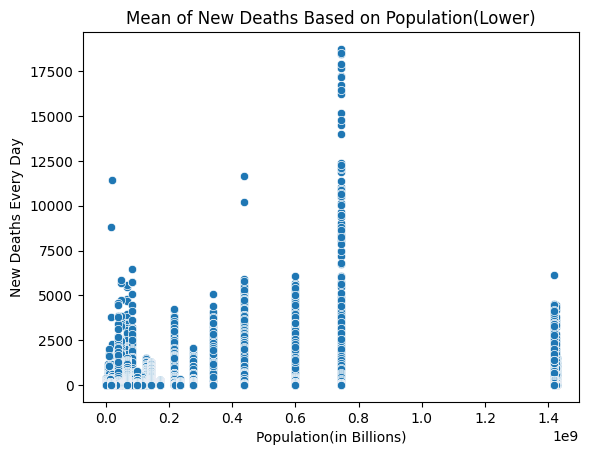 Mean of New Deaths Based on Population(Lower)
New Deaths Every Day
17500
15000
12500
10000
7500
5000
2500
0
0.0 0.2 0.4 0.6 0.8 1.0 1.2 1.4
1e9
Population(in Billions)